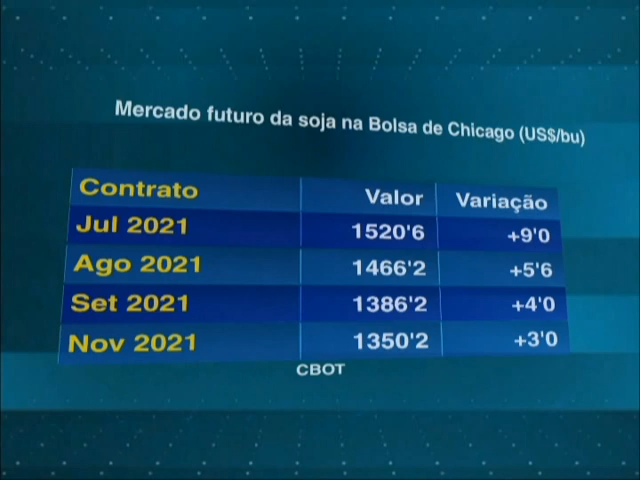 Mercado futuro da soja na Bolsa de Chicago (US$/bu)
Contrato Valor Variação
Jul 2021 1520'6 +9'0
Ago 2021 1466'2 +5'6
Set 2021 1386'2 +4'0
Nov 2021 1350'2 +3'0
CBOT